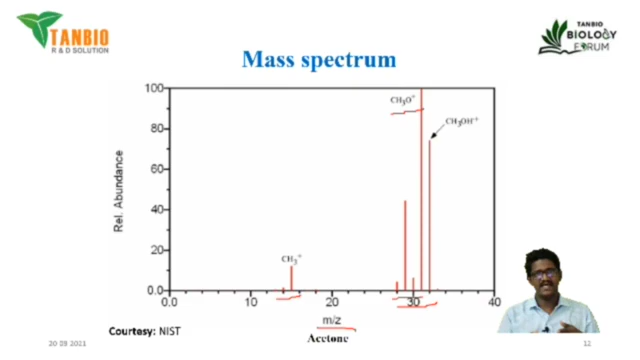 TANBIO
R & D SOLUTION
TANBIO
BIOLOGY
FORUM
Mass spectrum
100
80
60
40
20
0.0
Rel. Abundance
CH₃O⁺
CH₃OH⁺
CH₃⁺
0.0 10 20 30 40
m/z
Courtesy: NIST
Acetone
20 09 2021
12